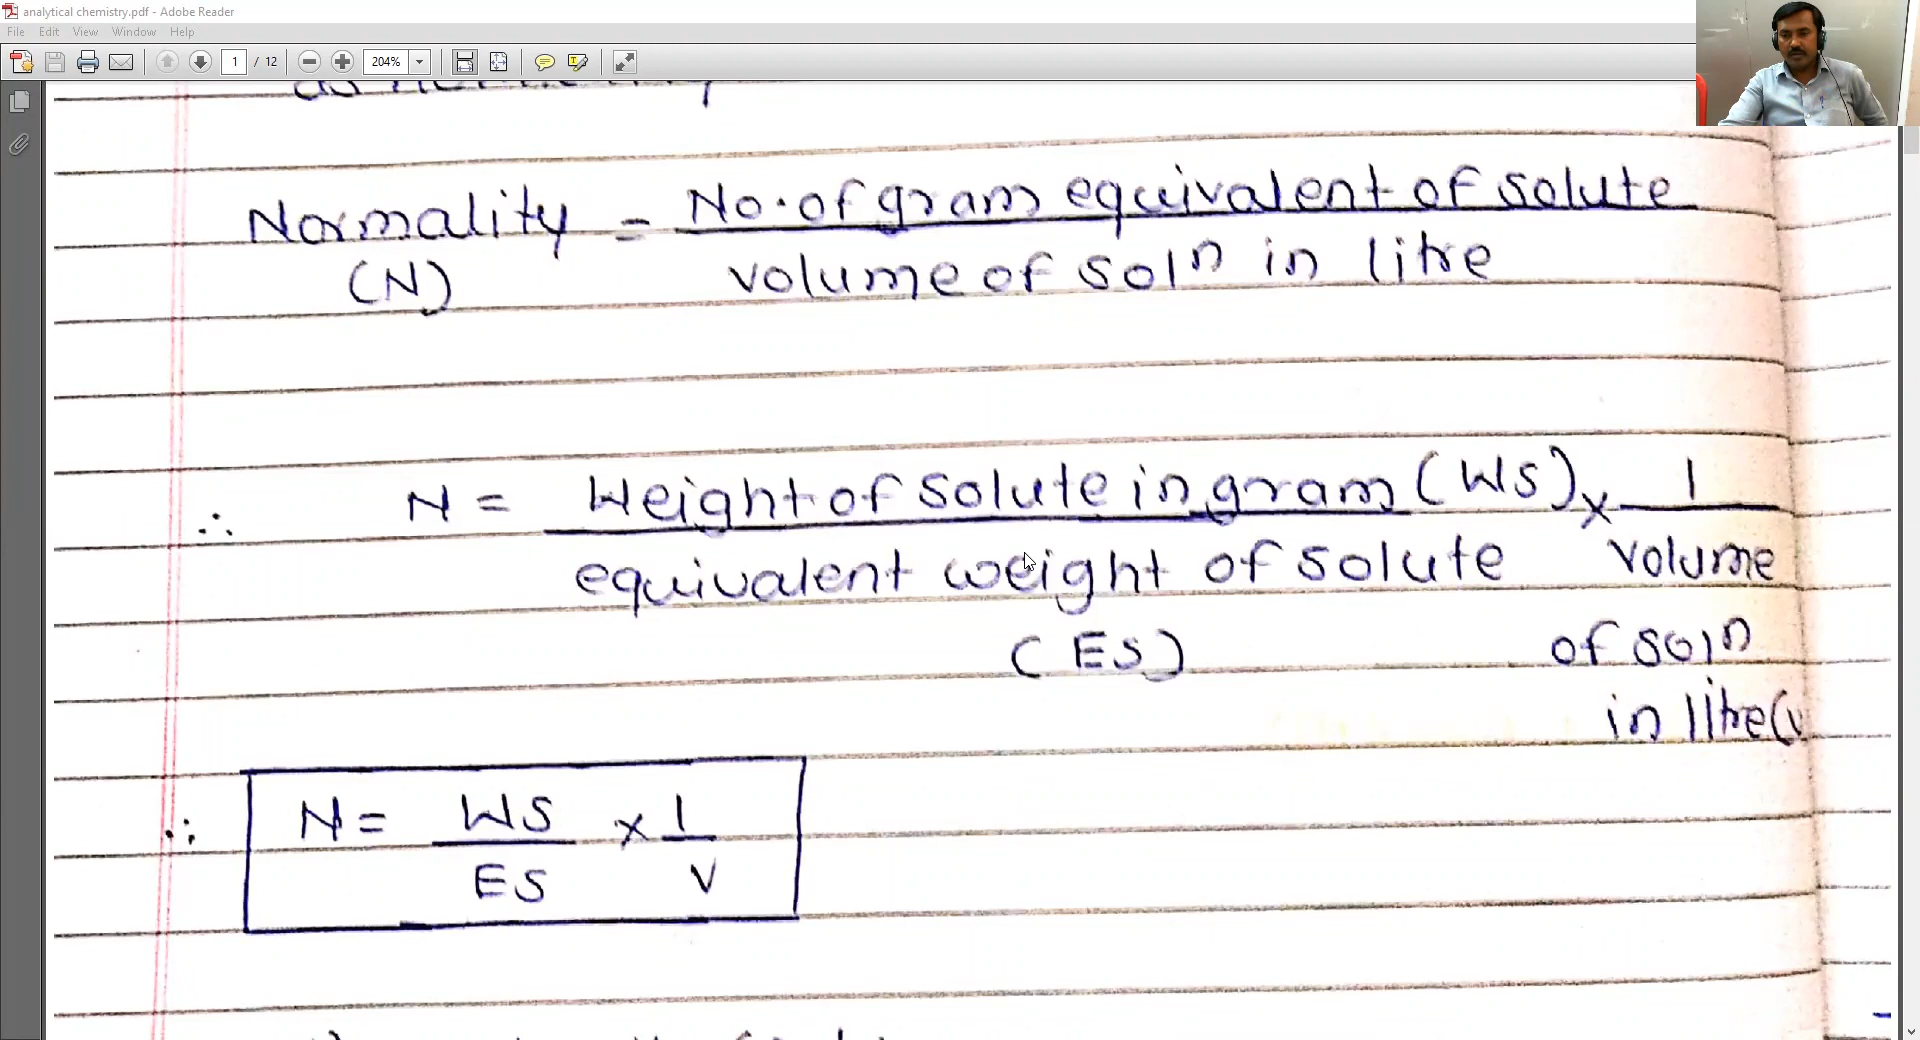 analytical chemistry.pdf - Adobe Reader
File Edit View Window Help
1 / 12 204%
Normality = No. of gram equivalent of solute
(N) volume of solⁿ in litre
∴ N = Weight of solute in gram (WS) × 1
equivalent weight of solute volume
(ES) of solⁿ
in litre(v
∴ N = WS × 1
ES V